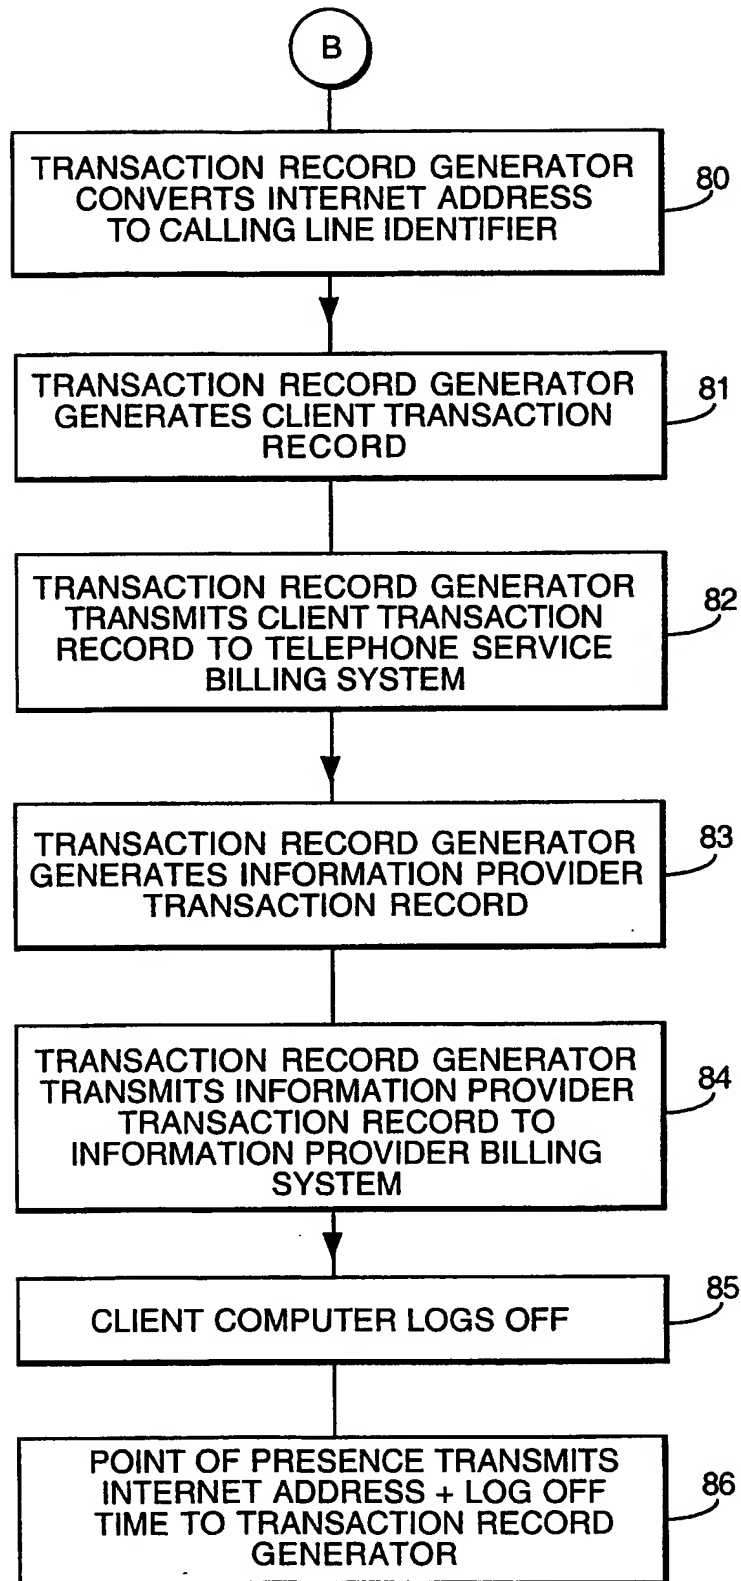 B
TRANSACTION RECORD GENERATOR
CONVERTS INTERNET ADDRESS
TO CALLING LINE IDENTIFIER
80
TRANSACTION RECORD GENERATOR
GENERATES CLIENT TRANSACTION
RECORD
81
TRANSACTION RECORD GENERATOR
TRANSMITS CLIENT TRANSACTION
RECORD TO TELEPHONE SERVICE
BILLING SYSTEM
82
TRANSACTION RECORD GENERATOR
GENERATES INFORMATION PROVIDER
TRANSACTION RECORD
83
TRANSACTION RECORD GENERATOR
TRANSMITS INFORMATION PROVIDER
TRANSACTION RECORD TO
INFORMATION PROVIDER BILLING
SYSTEM
84
CLIENT COMPUTER LOGS OFF
85
POINT OF PRESENCE TRANSMITS
INTERNET ADDRESS + LOG OFF
TIME TO TRANSACTION RECORD
GENERATOR
86